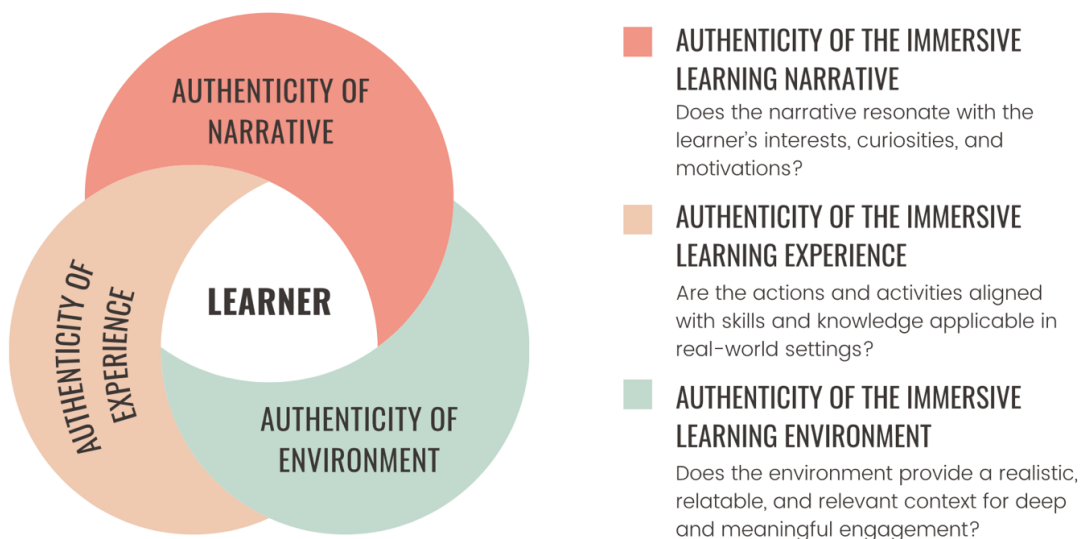 AUTHENTICITY OF
NARRATIVE
AUTHENTICITY OF
EXPERIENCE
LEARNER
AUTHENTICITY OF
ENVIRONMENT
AUTHENTICITY OF THE IMMERSIVE
LEARNING NARRATIVE
Does the narrative resonate with the
learner's interests, curiosities, and
motivations?
AUTHENTICITY OF THE IMMERSIVE
LEARNING EXPERIENCE
Are the actions and activities aligned
with skills and knowledge applicable in
real-world settings?
AUTHENTICITY OF THE IMMERSIVE
LEARNING ENVIRONMENT
Does the environment provide a realistic,
relatable, and relevant context for deep
and meaningful engagement?